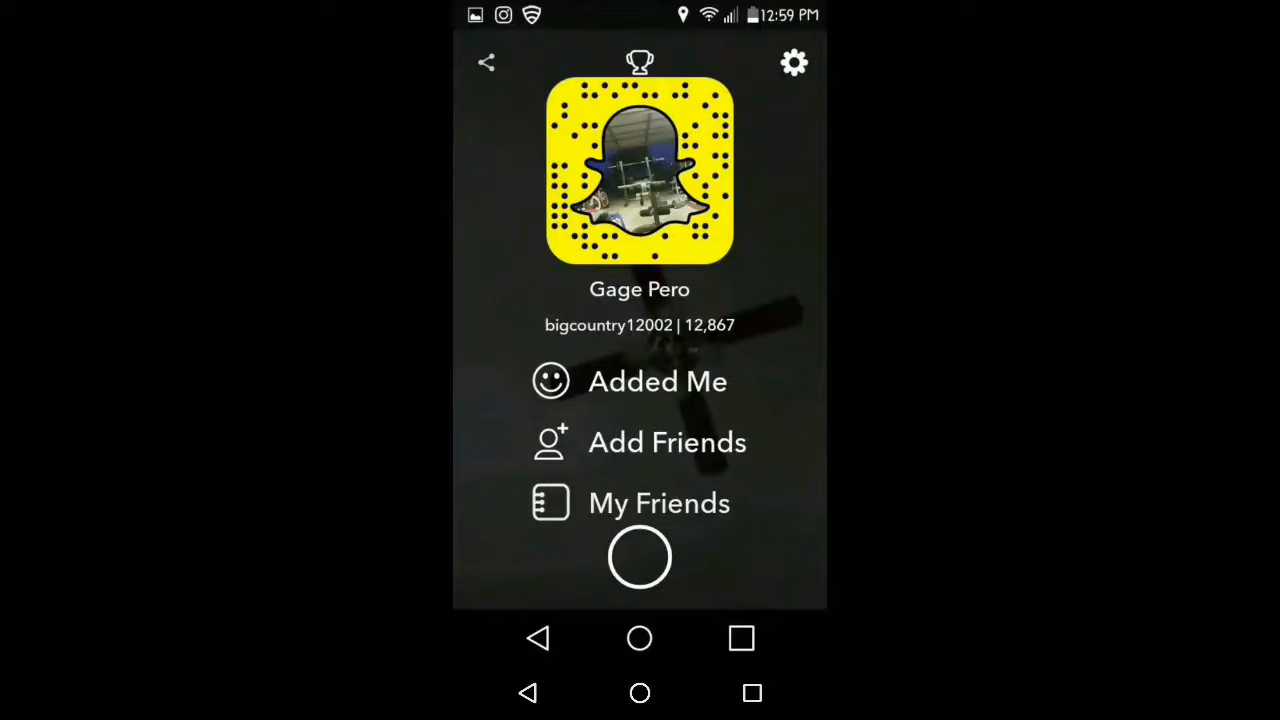 12:59 PM
Gage Pero
bigcountry12002 | 12,867
Added Me
Add Friends
My Friends